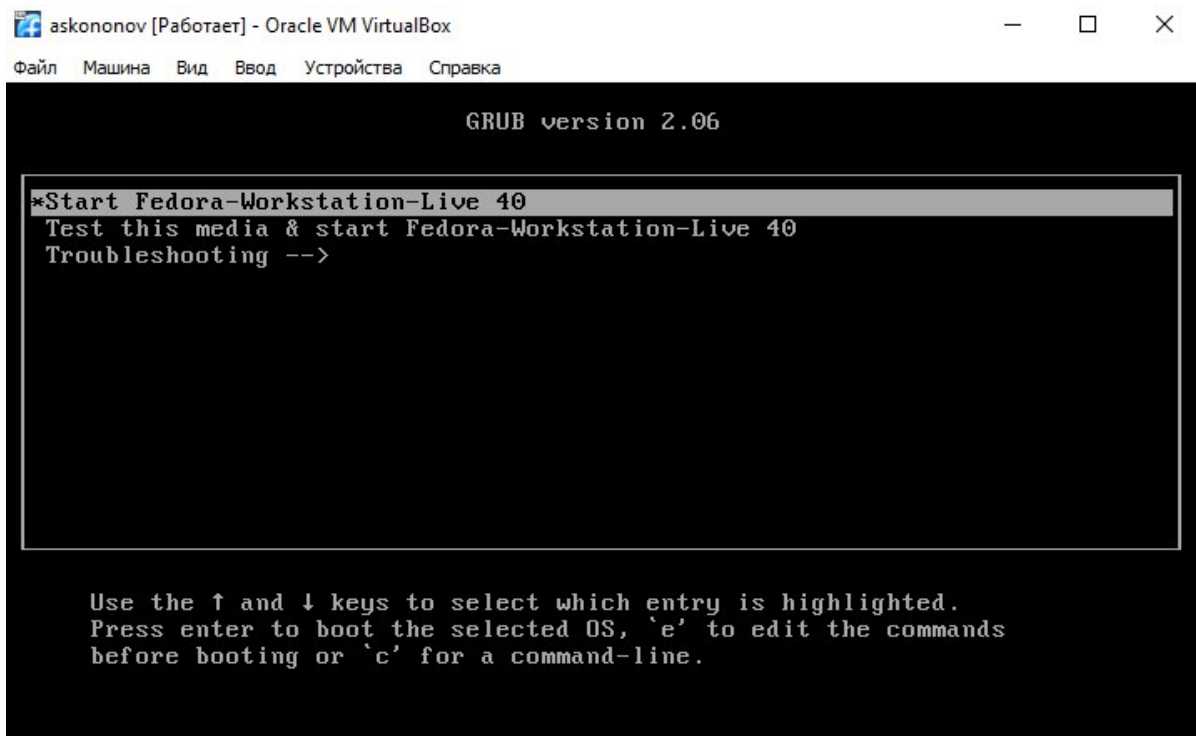 askononov [Работает] - Oracle VM VirtualBox
Файл Машина Вид Ввод Устройства Справка
GRUB version 2.06
*Start Fedora-Workstation-Live 40
Test this media & start Fedora-Workstation-Live 40
Troubleshooting -->
Use the ↑ and ↓ keys to select which entry is highlighted.
Press enter to boot the selected OS, `e' to edit the commands
before booting or `c' for a command-line.